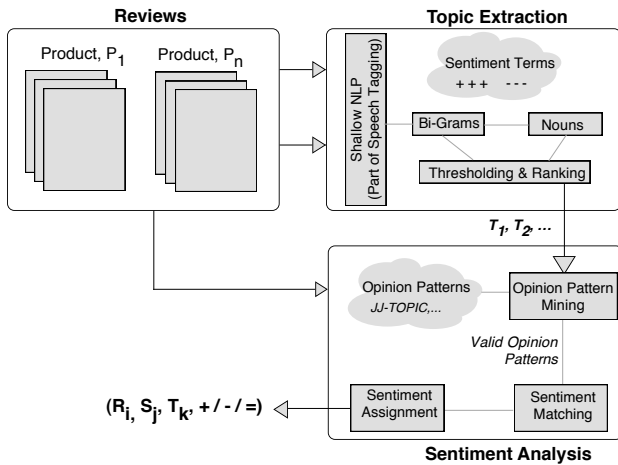 Reviews
Product, P1
Product, Pn
Topic Extraction
Shallow NLP
(Part of Speech Tagging)
Sentiment Terms
+ + + - - -
Bi-Grams
Nouns
Thresholding & Ranking
T1, T2, ...
Opinion Patterns
JJ-TOPIC,...
Opinion Pattern
Mining
Valid Opinion
Patterns
(Ri, Sj, Tk, + / - / =)
Sentiment
Assignment
Sentiment
Matching
Sentiment Analysis